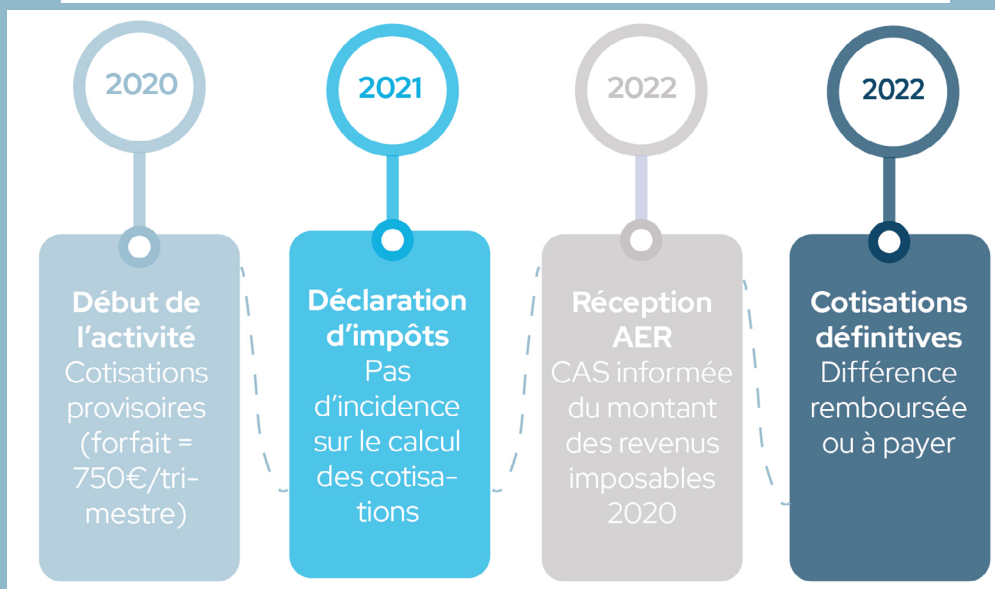 2020
Début de
l'activité
Cotisations
provisoires
(forfait =
750€/tri-
mestre)
2021
Déclaration
d'impôts
Pas
d'incidence
sur le calcul
des cotisa-
tions
2022
Réception
AER
CAS informée
du montant
des revenus
imposables
2020
2022
Cotisations
définitives
Différence
remboursée
ou à payer